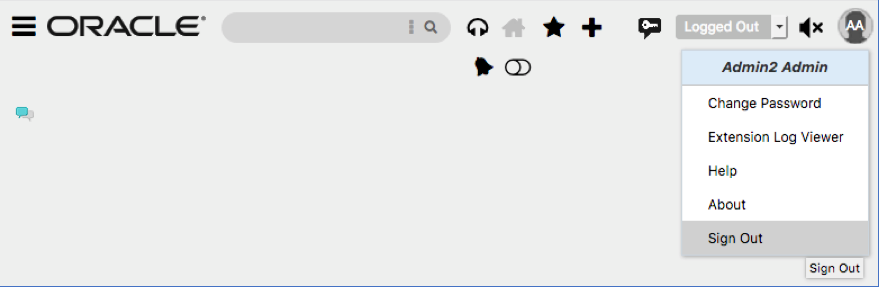 ORACLE
Logged Out
AA
Admin2 Admin
Change Password
Extension Log Viewer
Help
About
Sign Out
Sign Out